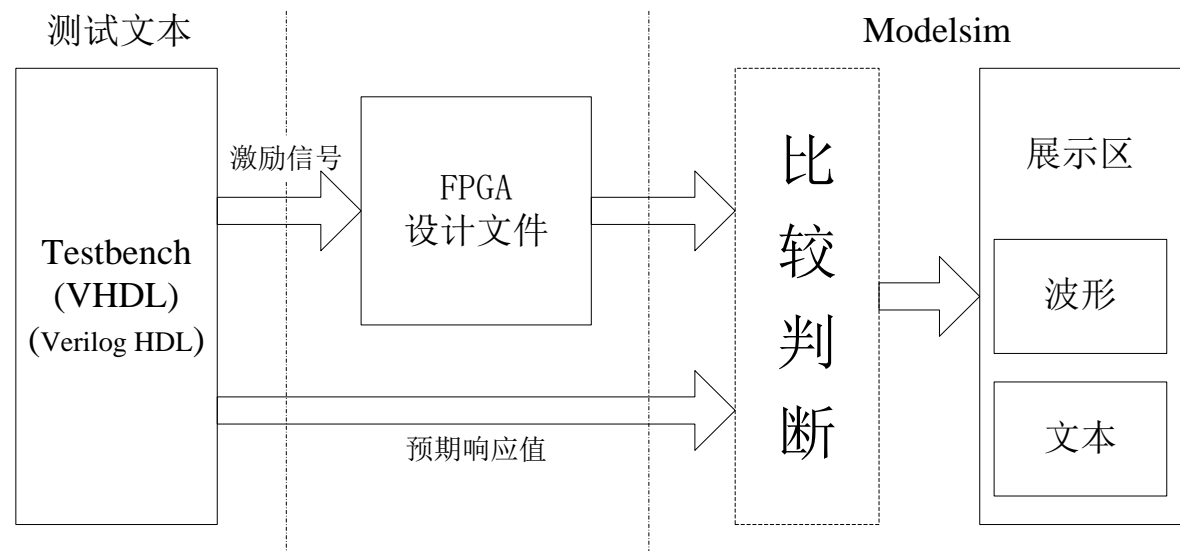 测试文本
Modelsim
激励信号
Testbench
(VHDL)
(Verilog HDL)
FPGA
设计文件
预期响应值
比
较
判
断
展示区
波形
文本